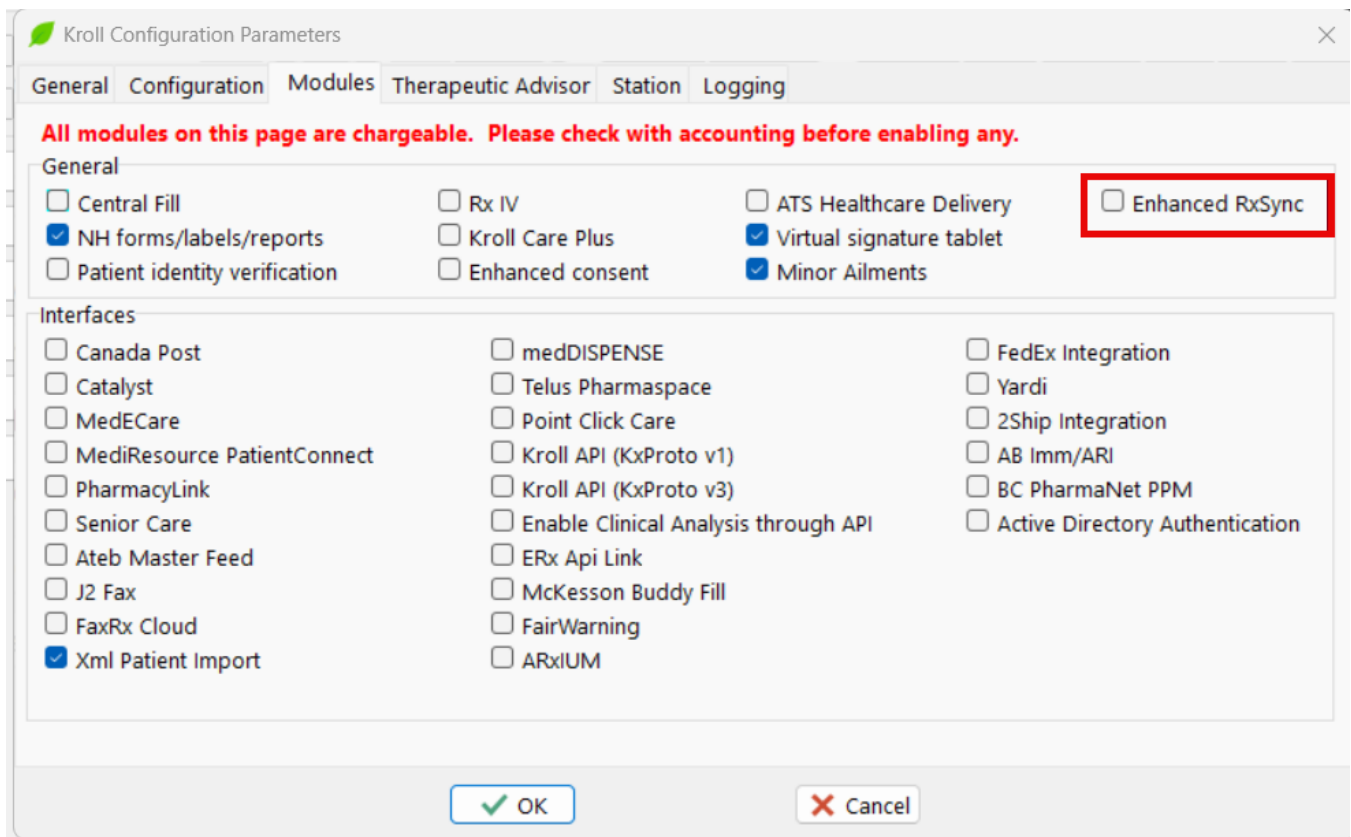 Kroll Configuration Parameters
General Configuration Modules Therapeutic Advisor Station Logging
All modules on this page are chargeable. Please check with accounting before enabling any.
General
Central Fill Rx IV ATS Healthcare Delivery Enhanced RxSync
NH forms/labels/reports Kroll Care Plus Virtual signature tablet
Patient identity verification Enhanced consent Minor Ailments
Interfaces
Canada Post medDISPENSE FedEx Integration
Catalyst Telus Pharmaspace Yardi
MedECare Point Click Care 2Ship Integration
MediResource PatientConnect Kroll API (KxProto v1) AB Imm/ARI
PharmacyLink Kroll API (KxProto v3) BC PharmaNet PPM
Senior Care Enable Clinical Analysis through API Active Directory Authentication
Ateb Master Feed ERx Api Link
J2 Fax McKesson Buddy Fill
FaxRx Cloud FairWarning
Xml Patient Import ARxIUM
OK Cancel